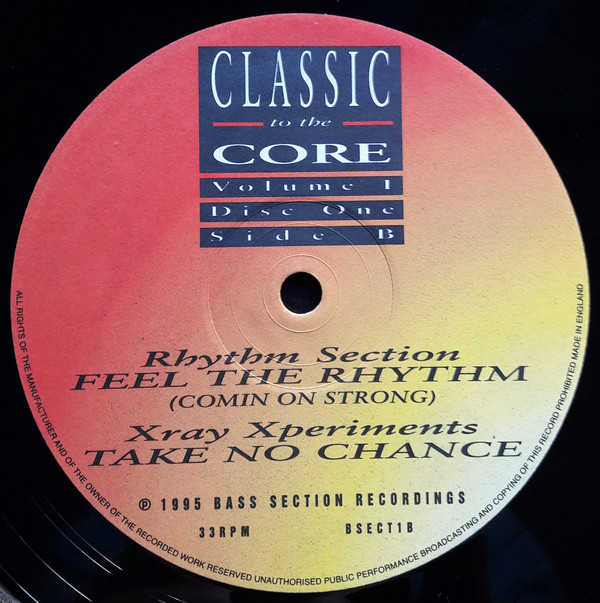 CLASSIC
to the
CORE
Volume I
Disc One
Side B
Rhythm Section
FEEL THE RHYTHM
(COMIN ON STRONG)
Xray Xperiments
TAKE NO CHANCE
℗ 1995 BASS SECTION RECORDINGS
33RPM BSECT1B
ALL RIGHTS OF THE MANUFACTURER AND OF THE OWNER OF THE RECORDED WORK RESERVED UNAUTHORISED PUBLIC PERFORMANCE BROADCASTING AND COPYING OF THIS RECORD PROHIBITED MADE IN ENGLAND